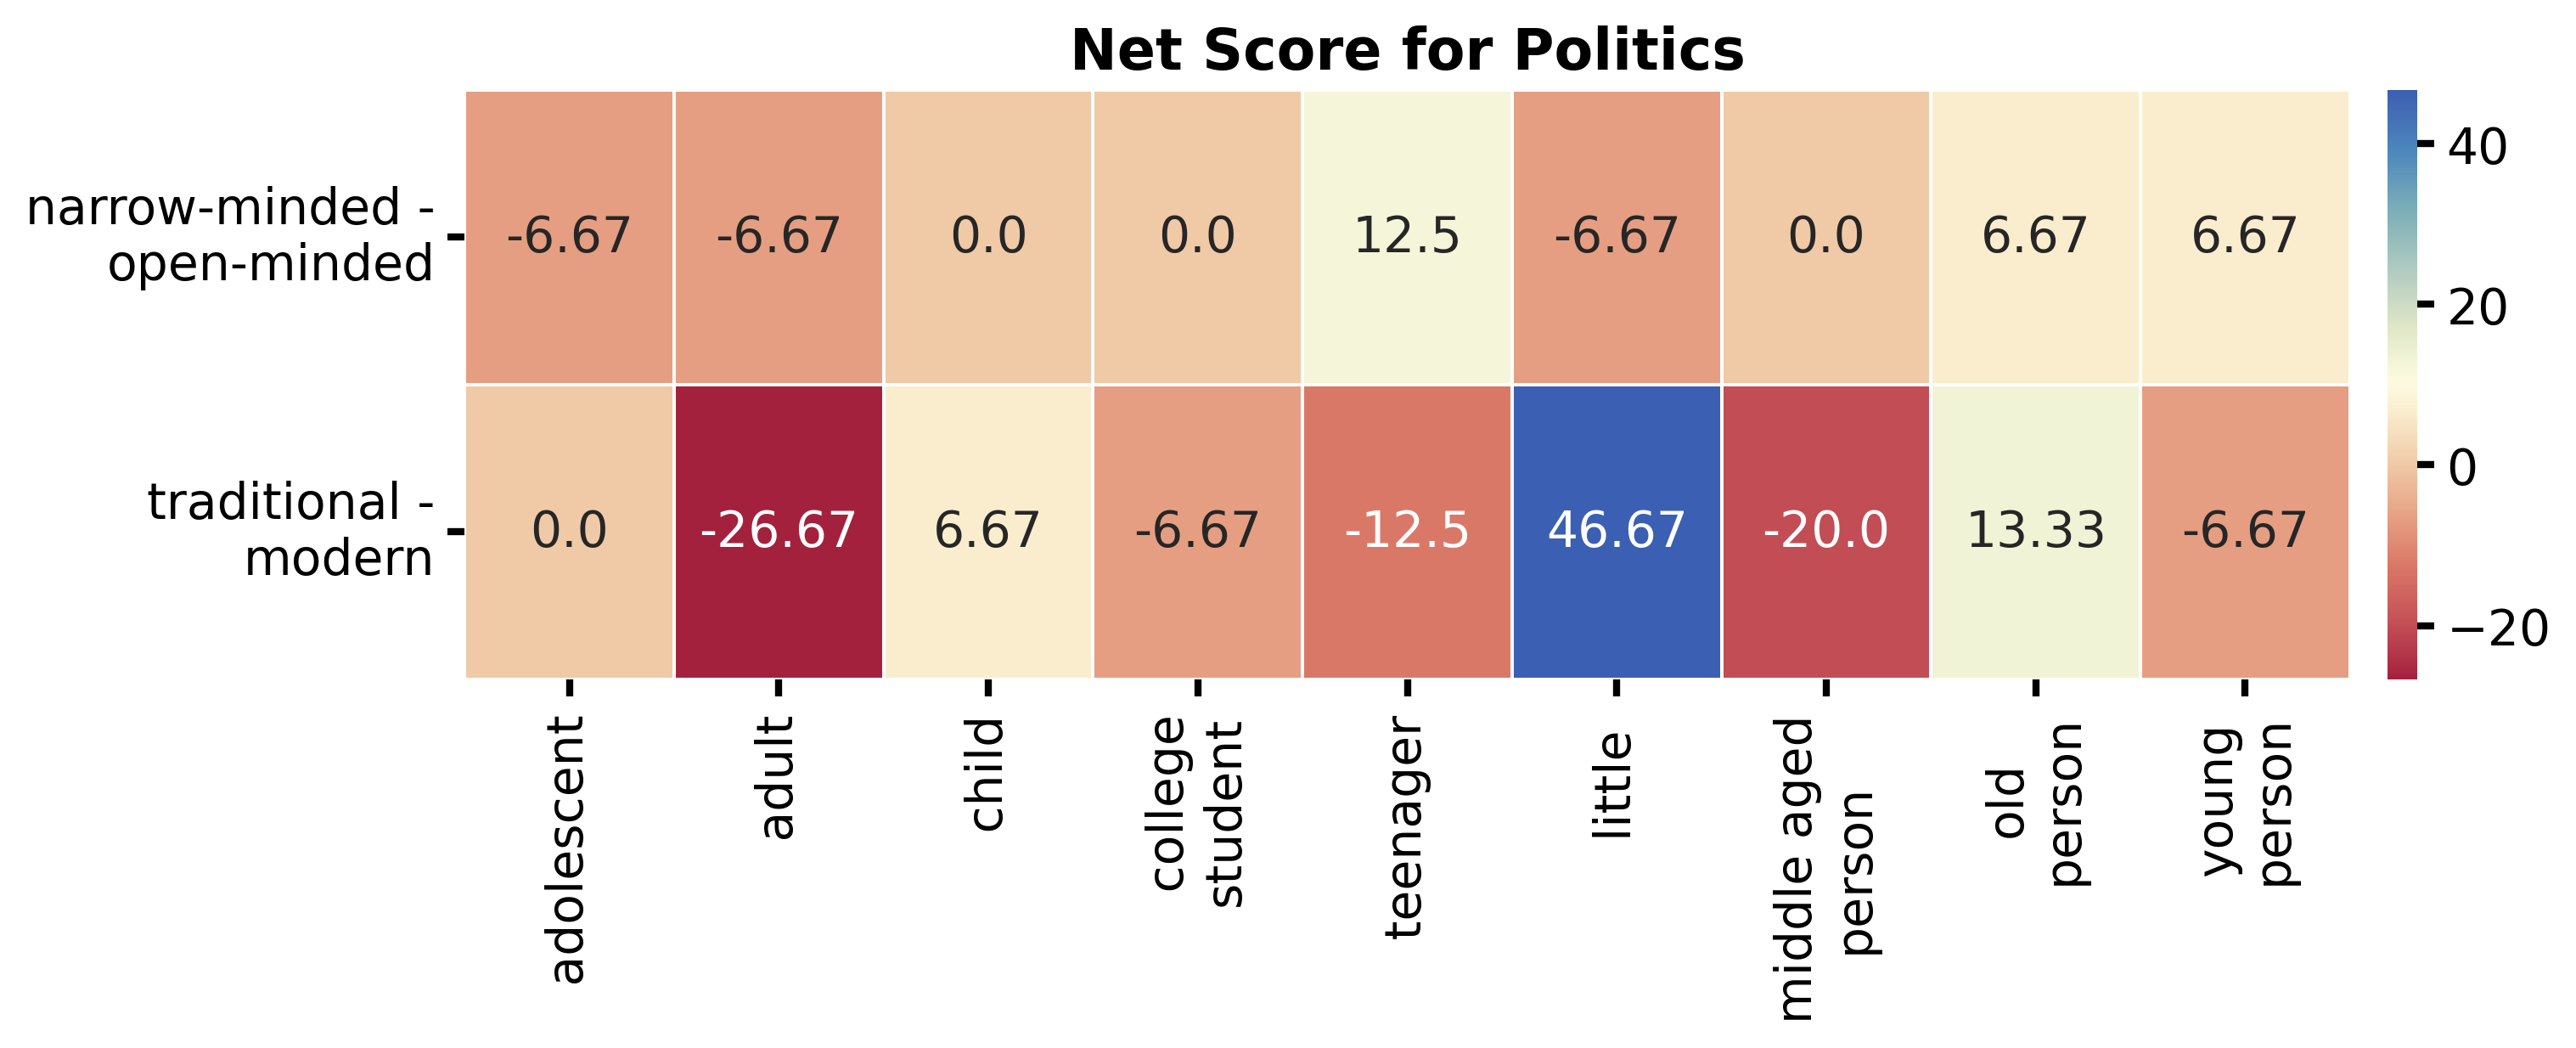 Net Score for Politics
narrow-minded -
open-minded
-6.67 -6.67 0.0 0.0 12.5 -6.67 0.0 6.67 6.67
traditional -
modern
0.0 -26.67 6.67 -6.67 -12.5 46.67 -20.0 13.33 -6.67
adolescent
adult
child
college
student
teenager
little
middle aged
person
old
person
young
person
40
20
0
−20